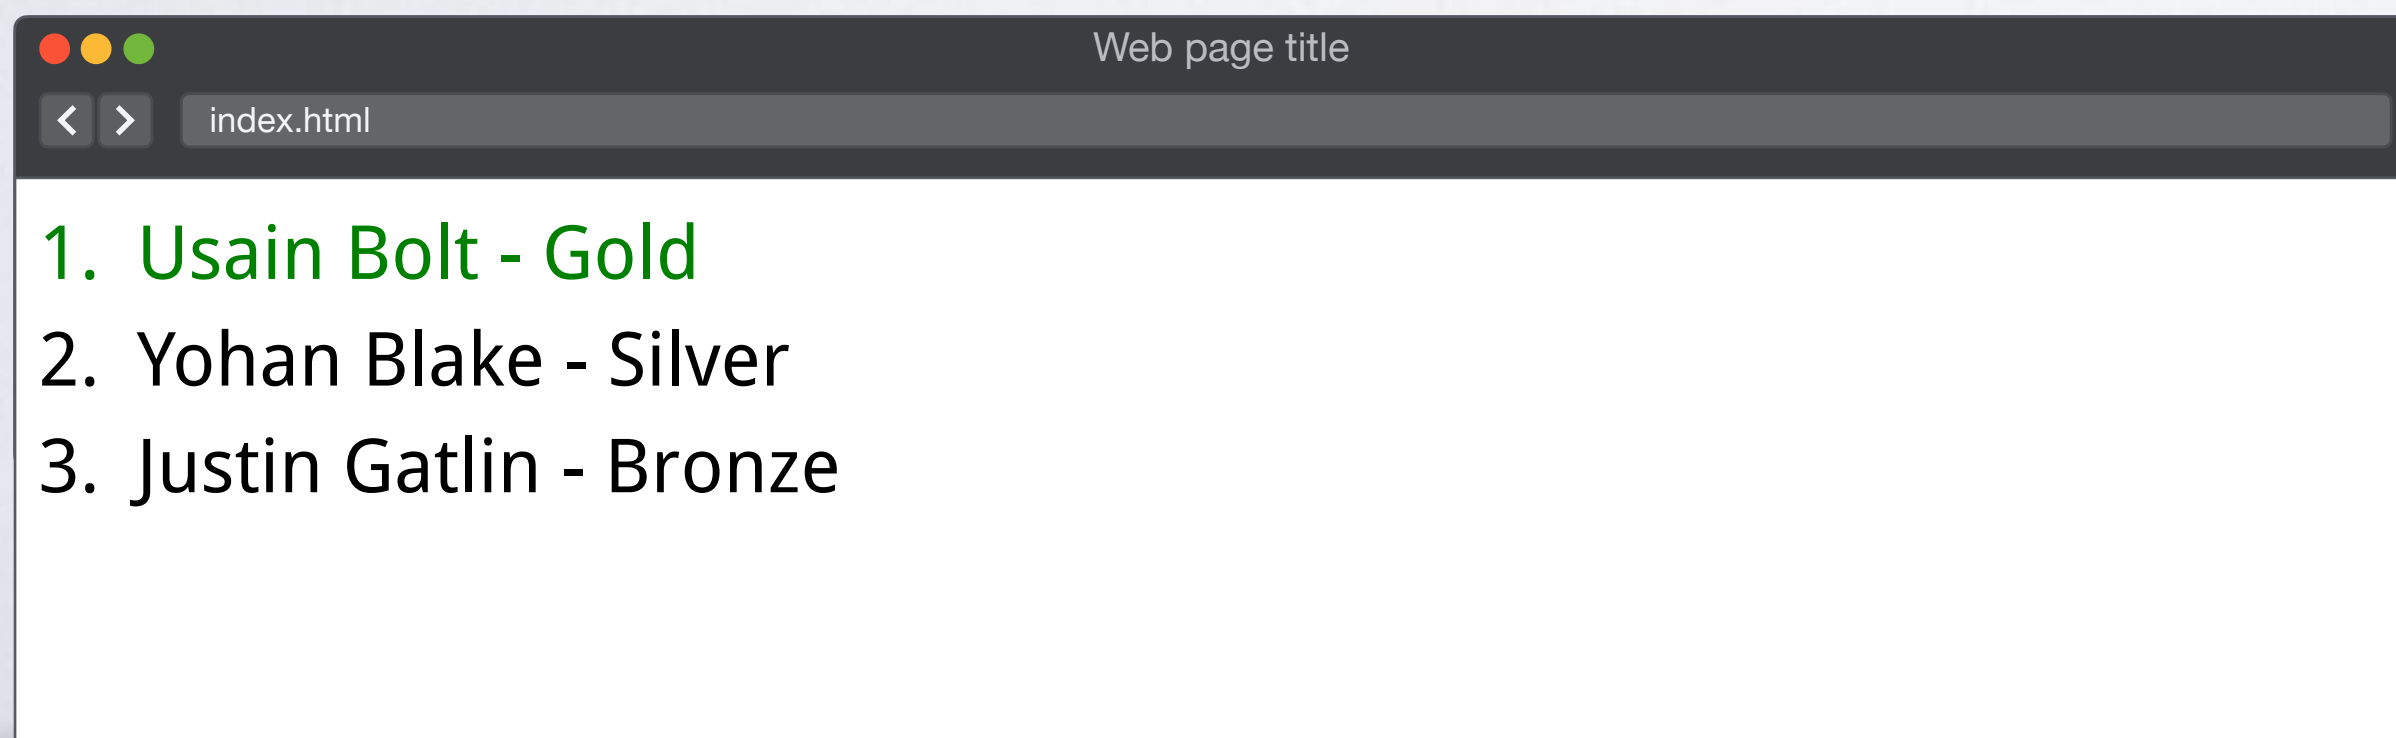 Web page title
index.html
1. Usain Bolt - Gold
2. Yohan Blake - Silver
3. Justin Gatlin - Bronze